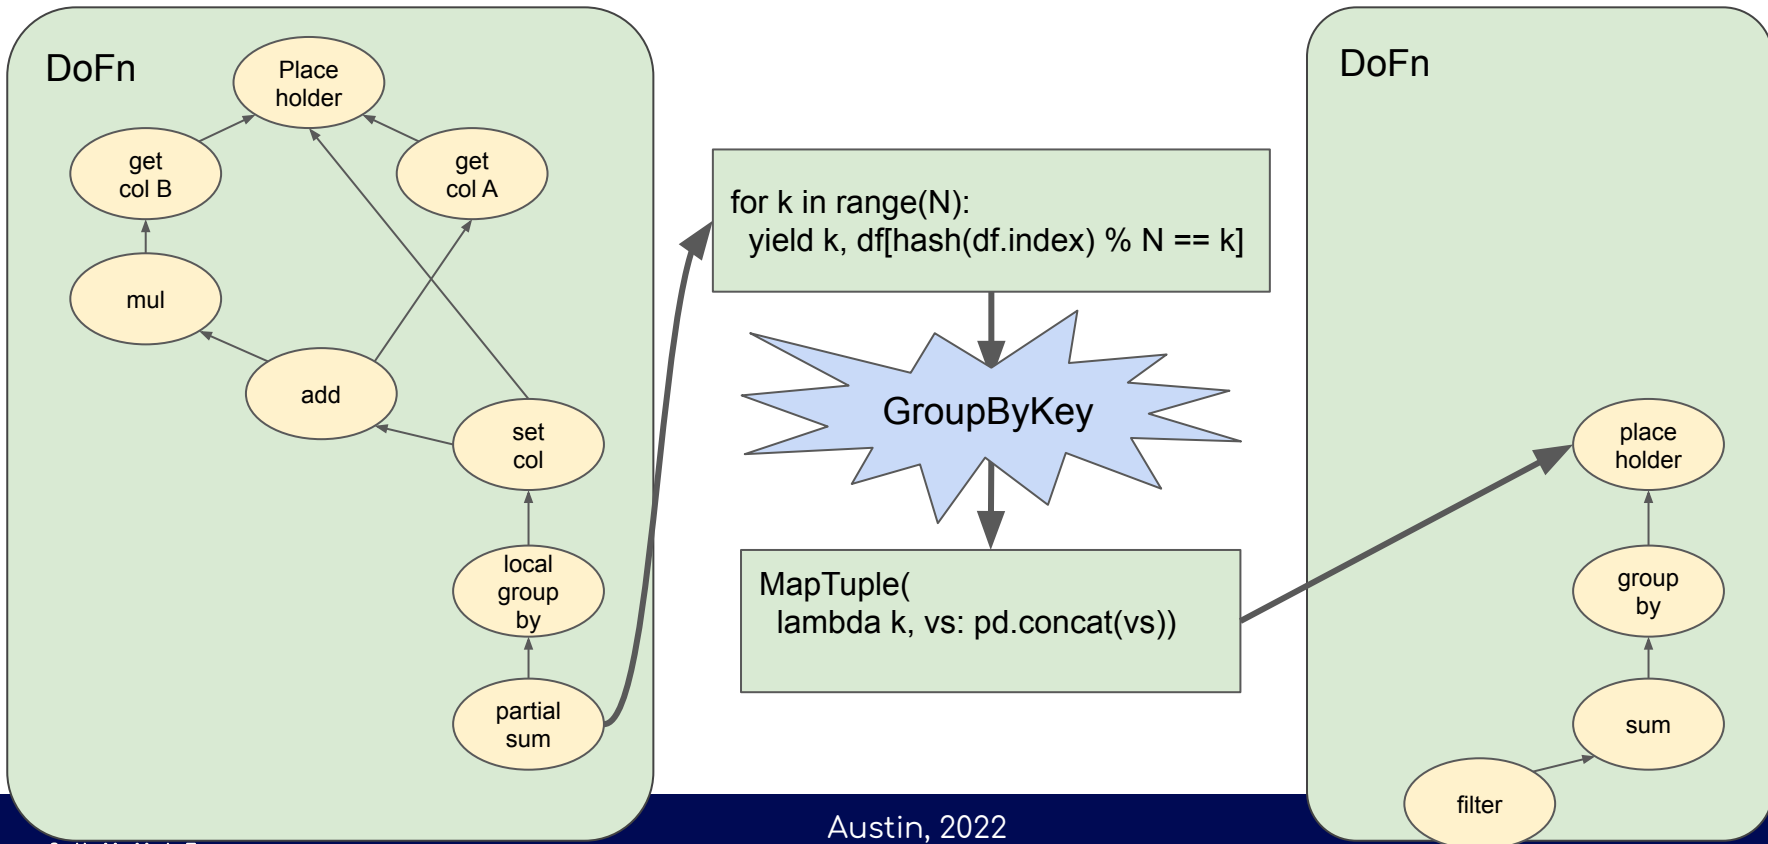 DoFn
Place
holder
get
col B
get
col A
mul
add
set
col
local
group
by
partial
sum
for k in range(N):
yield k, df[hash(df.index) % N == k]
GroupByKey
MapTuple(
lambda k, vs: pd.concat(vs))
DoFn
place
holder
group
by
sum
filter
Austin, 2022